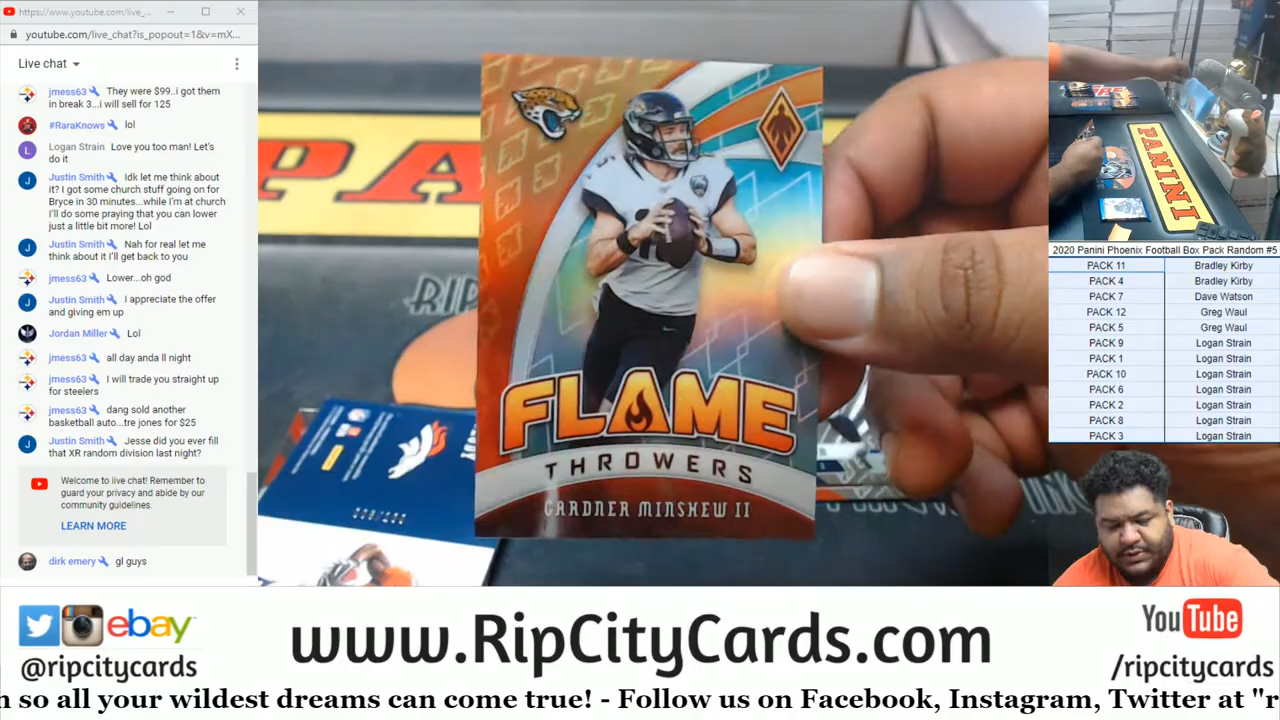 https://www.youtube.com/live_...
youtube.com/live_chat?is_popout=1&v=mX...
Live chat
jmess63 They were $99..i got them
in break 3...i will sell for 125
#RaraKnows lol
Logan Strain Love you too man! Let's
do it
Justin Smith Idk let me think about
it? I got some church stuff going on for
Bryce in 30 minutes...while I'm at church
I'll do some praying that you can lower
just a little bit more! Lol
Justin Smith Nah for real let me
think about it I'll get back to you
jmess63 Lower...oh god
Justin Smith I appreciate the offer
and giving em up
Jordan Miller Lol
jmess63 all day anda ll night
jmess63 I will trade you straight up
for steelers
jmess63 dang sold another
basketball auto...tre jones for $25
Justin Smith Jesse did you ever fill
that XR random division last night?
Welcome to live chat! Remember to
guard your privacy and abide by our
community guidelines.
LEARN MORE
dirk emery gl guys
PA
RIP
FLAME
THROWERS
GARDNER MINSHEW II
PANINI
2020 Panini Phoenix Football Box Pack Random #5
PACK 11 Bradley Kirby
PACK 4 Bradley Kirby
PACK 7 Dave Watson
PACK 12 Greg Waul
PACK 5 Greg Waul
PACK 9 Logan Strain
PACK 1 Logan Strain
PACK 10 Logan Strain
PACK 6 Logan Strain
PACK 2 Logan Strain
PACK 8 Logan Strain
PACK 3 Logan Strain
ebay
@ripcitycards
www.RipCityCards.com
YouTube
/ripcitycards
n so all your wildest dreams can come true! - Follow us on Facebook, Instagram, Twitter at "r